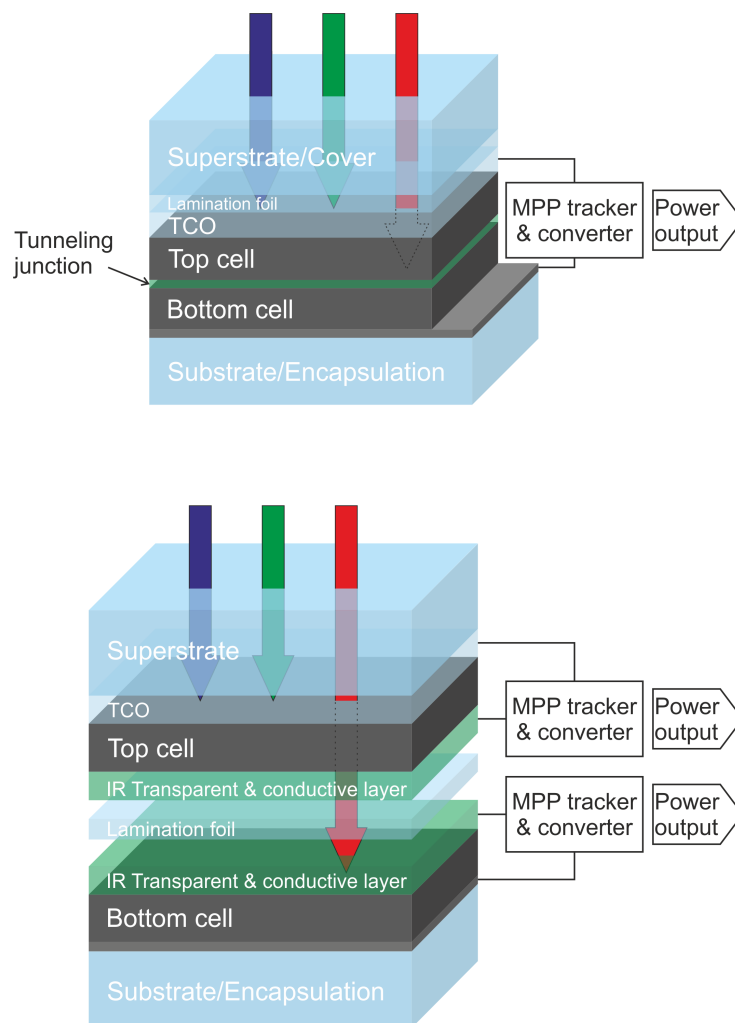 Superstrate/Cover
Lamination foil
TCO
Tunneling
junction
Top cell
Bottom cell
Substrate/Encapsulation
MPP tracker
& converter
Power
output
Superstrate
TCO
Top cell
IR Transparent & conductive layer
Lamination foil
IR Transparent & conductive layer
Bottom cell
Substrate/Encapsulation
MPP tracker
& converter
Power
output
MPP tracker
& converter
Power
output